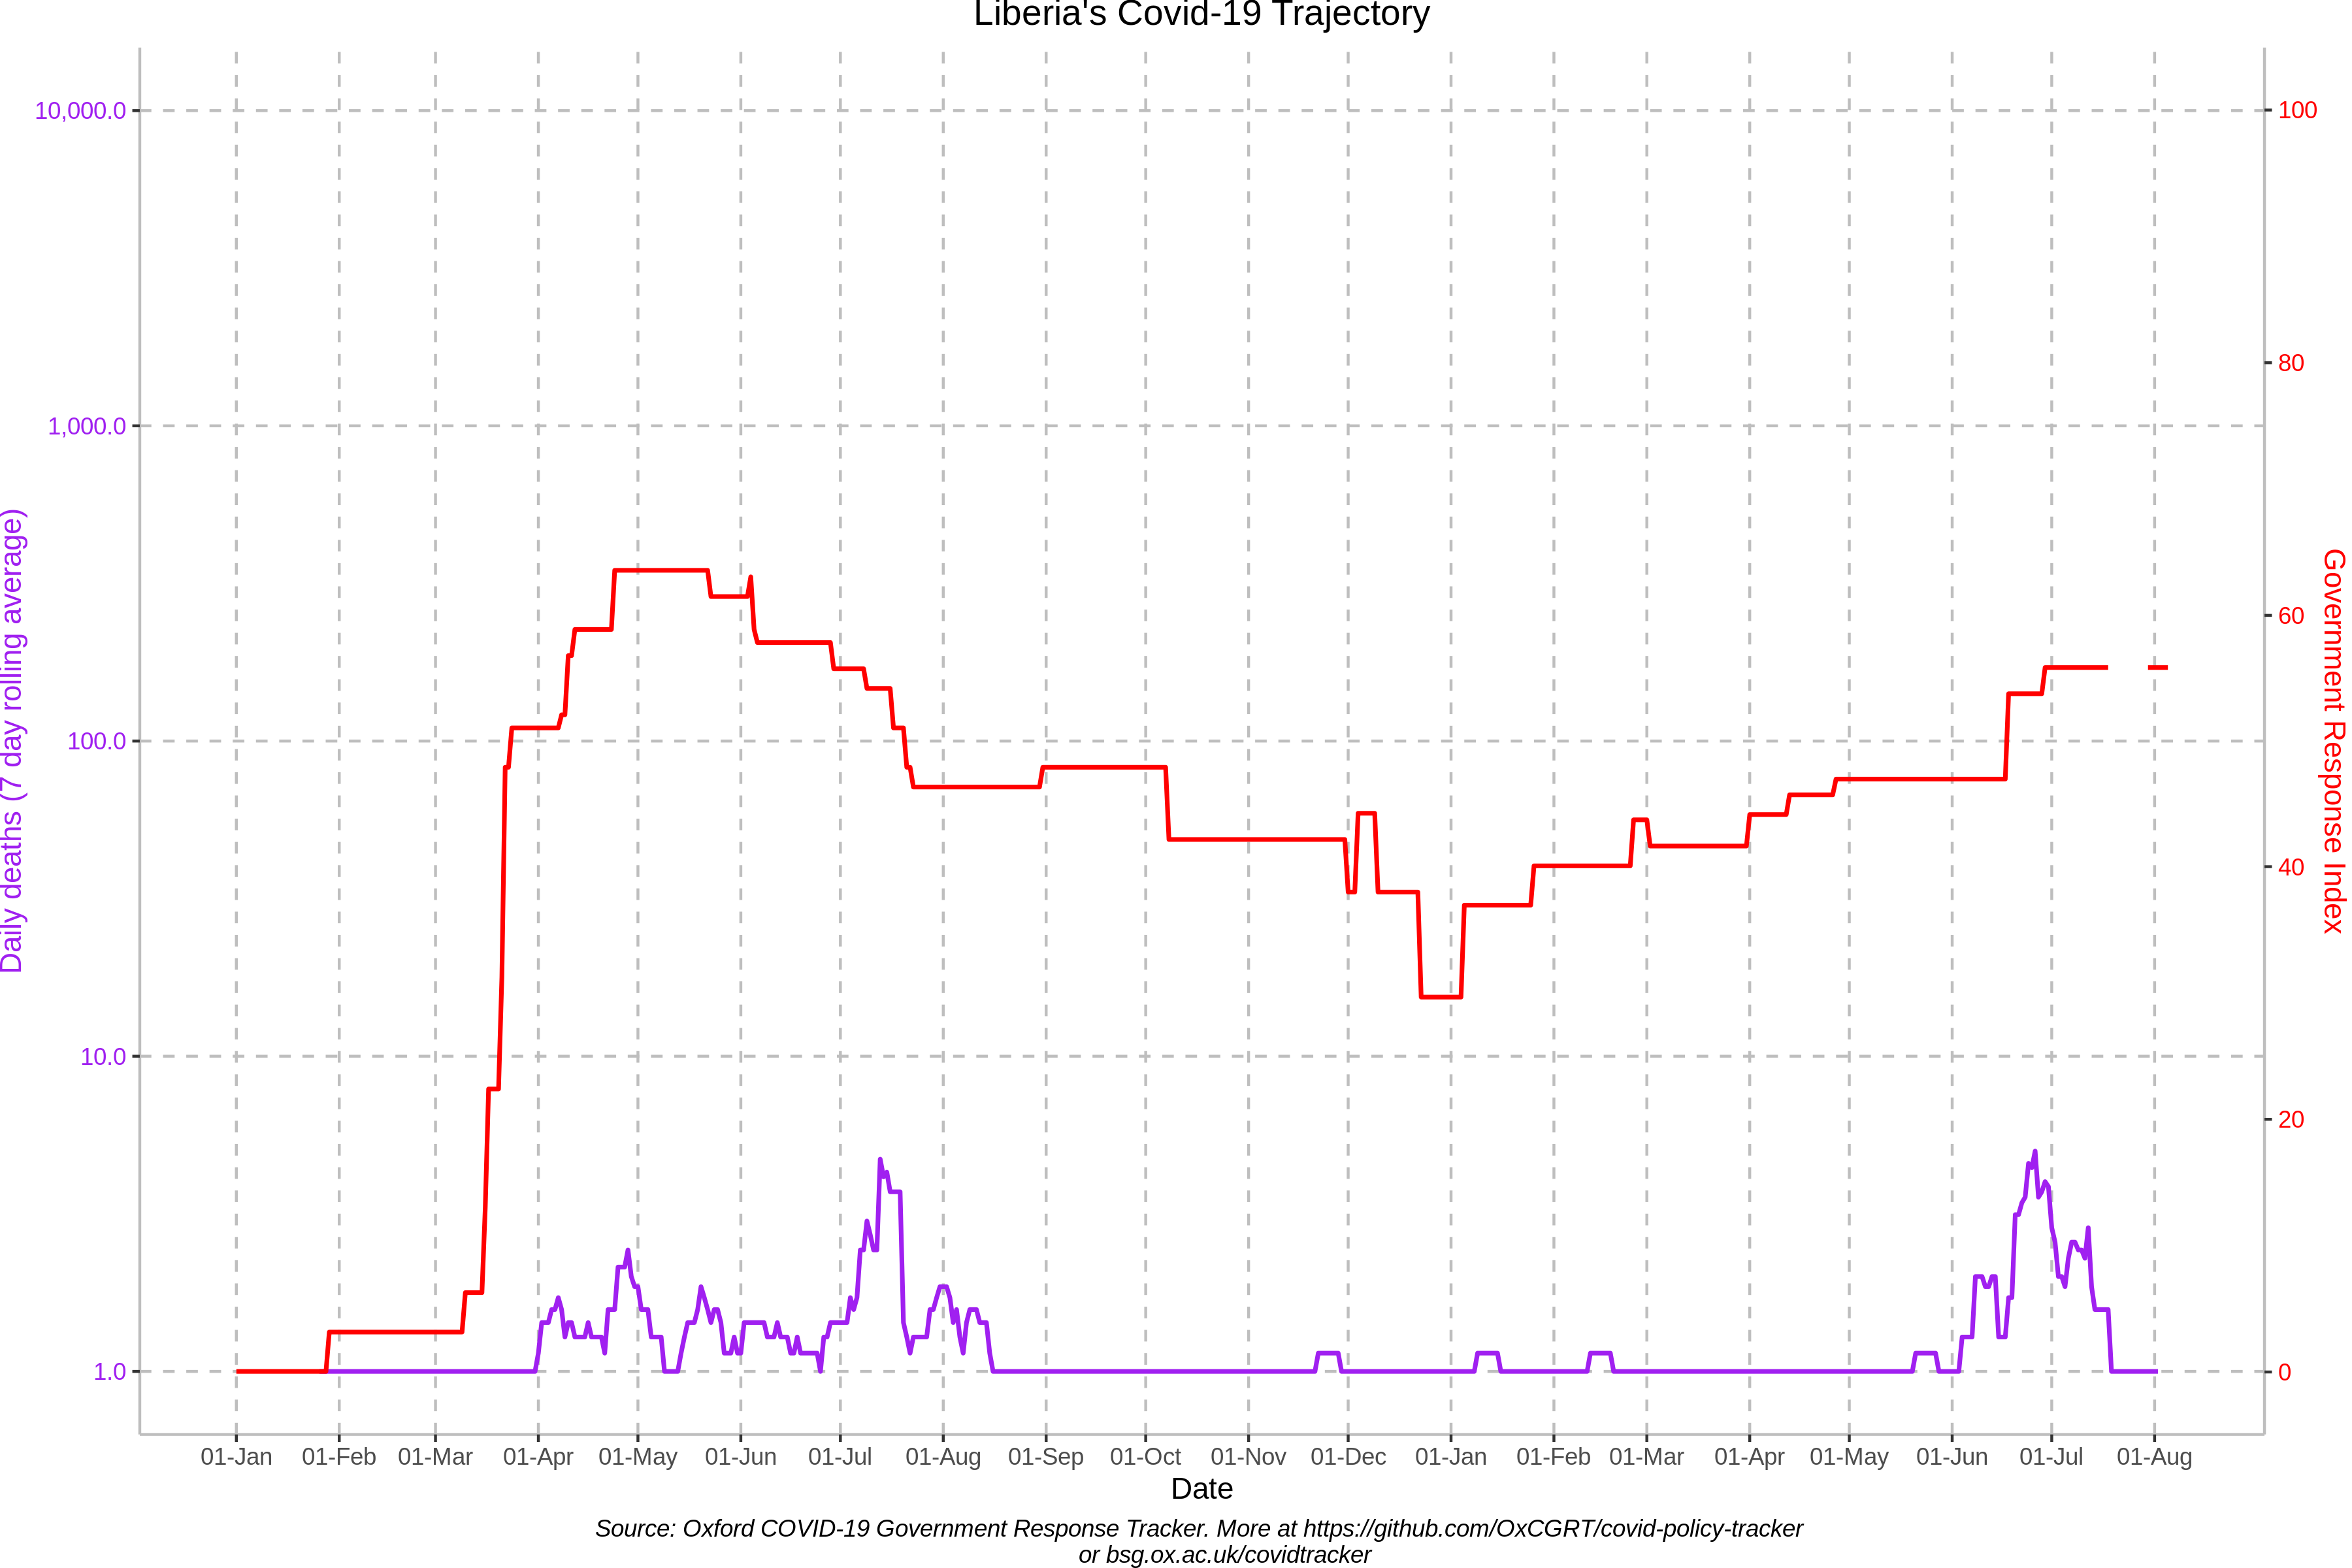 Liberia's Covid-19 Trajectory
10,000.0
1,000.0
100.0
10.0
1.0
Daily deaths (7 day rolling average)
100
80
60
40
20
0
Government Response Index
01-Jan 01-Feb 01-Mar 01-Apr 01-May 01-Jun 01-Jul 01-Aug 01-Sep 01-Oct 01-Nov 01-Dec 01-Jan 01-Feb 01-Mar 01-Apr 01-May 01-Jun 01-Jul 01-Aug
Date
Source: Oxford COVID-19 Government Response Tracker. More at https://github.com/OxCGRT/covid-policy-tracker
or bsg.ox.ac.uk/covidtracker